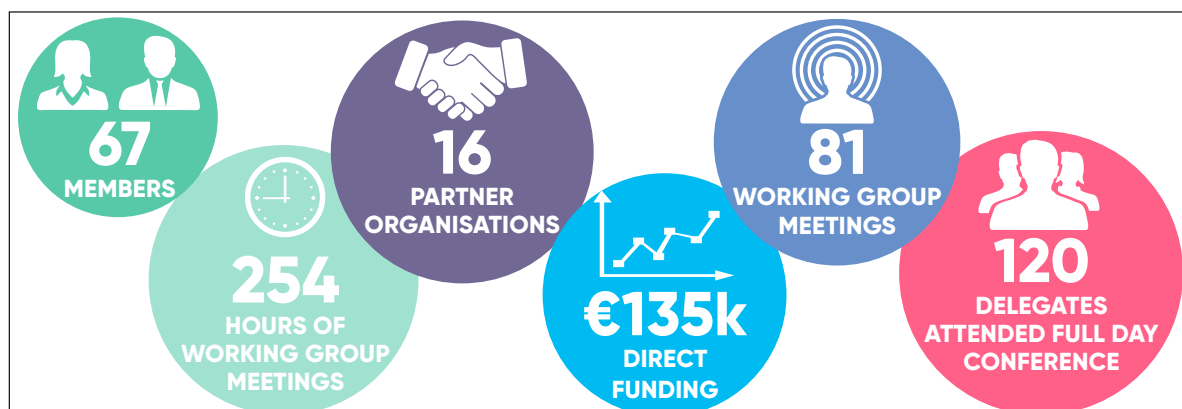 67
MEMBERS
254
HOURS OF
WORKING GROUP
MEETINGS
16
PARTNER
ORGANISATIONS
€135k
DIRECT
FUNDING
81
WORKING GROUP
MEETINGS
120
DELEGATES
ATTENDED FULL DAY
CONFERENCE